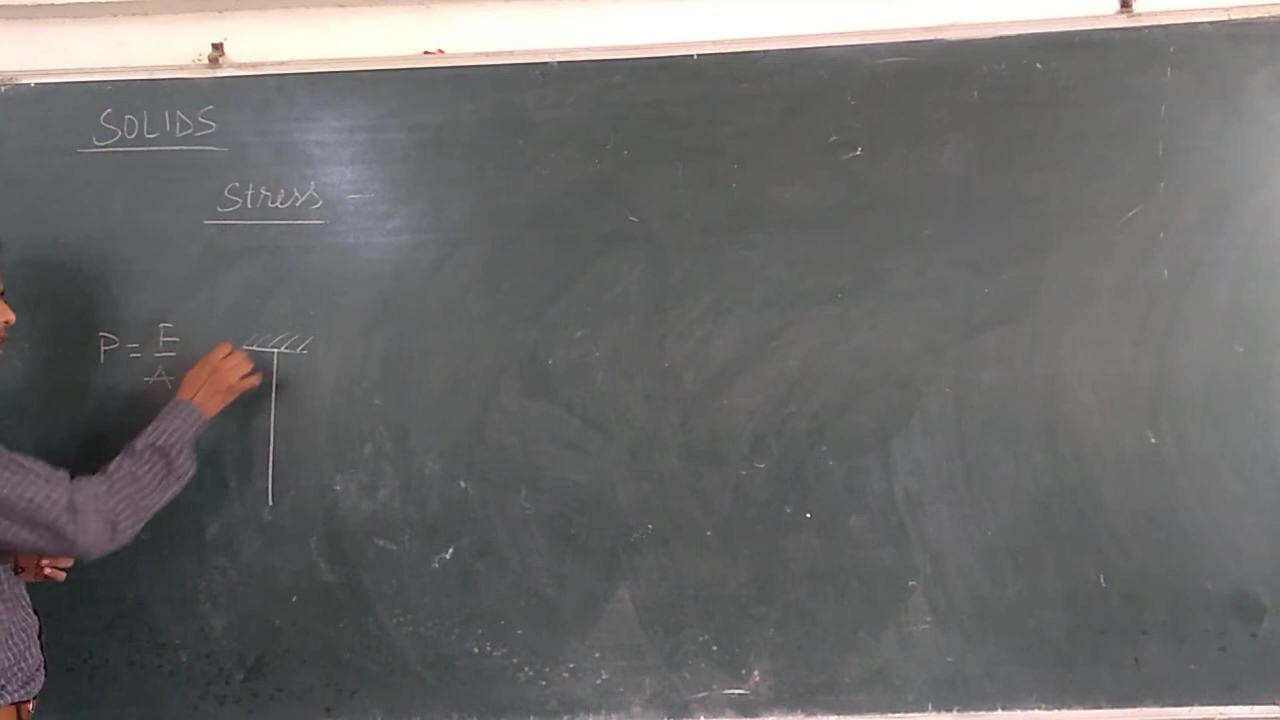 SOLIDS
Stress -
P = F/A